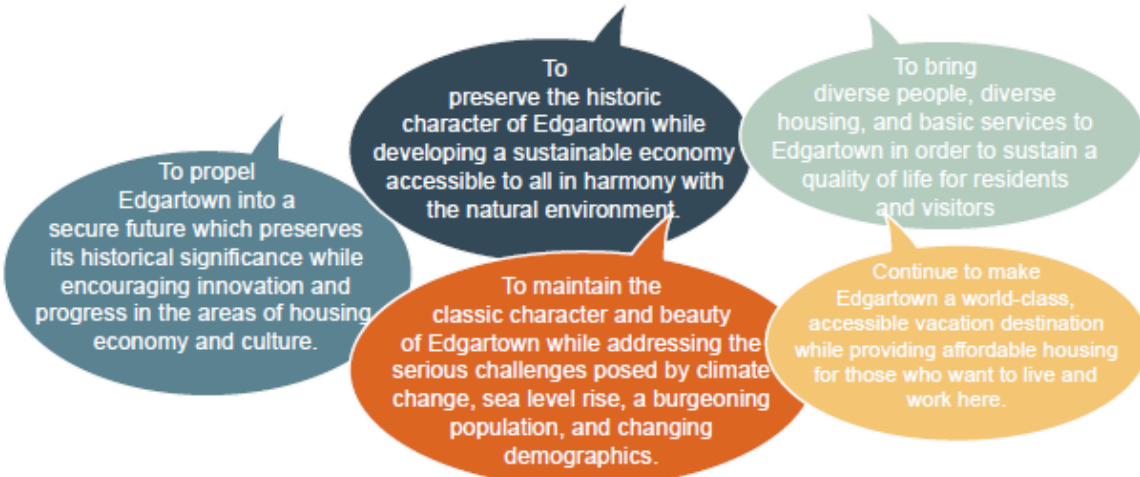 To propel
Edgartown into a
secure future which preserves
its historical significance while
encouraging innovation and
progress in the areas of housing
economy and culture.
To
preserve the historic
character of Edgartown while
developing a sustainable economy
accessible to all in harmony with
the natural environment.
To bring
diverse people, diverse
housing, and basic services to
Edgartown in order to sustain a
quality of life for residents
and visitors
To maintain the
classic character and beauty
of Edgartown while addressing the
serious challenges posed by climate
change, sea level rise, a burgeoning
population, and changing
demographics.
Continue to make
Edgartown a world-class,
accessible vacation destination
while providing affordable housing
for those who want to live and
work here.